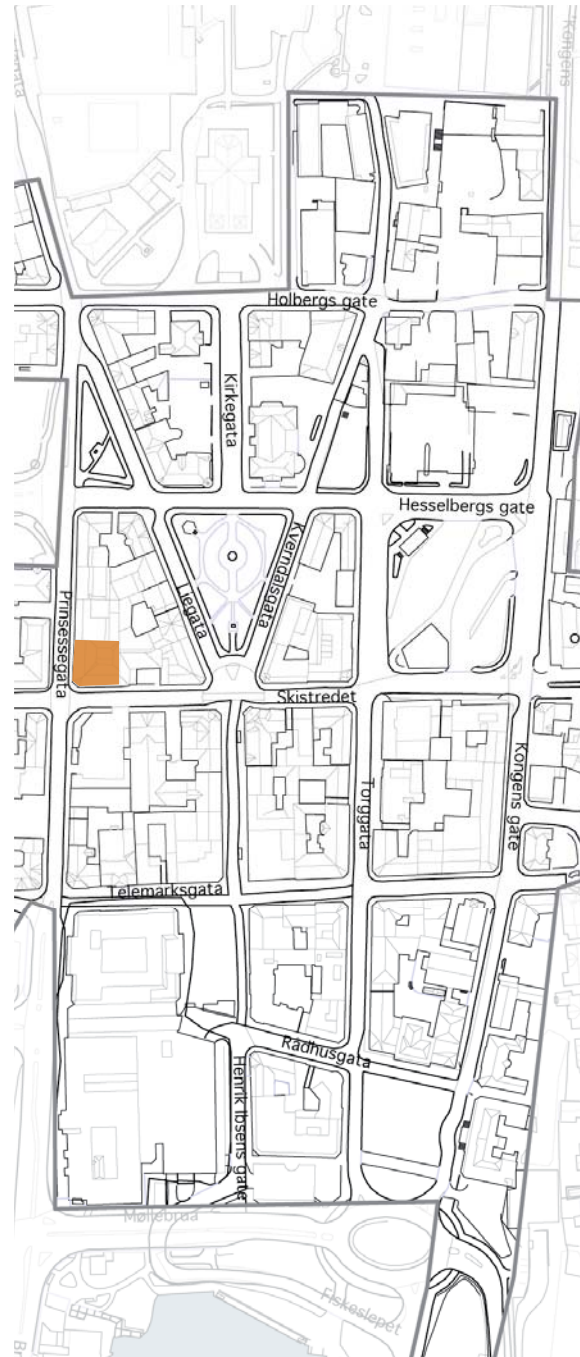 Kongens
Holbergs gate
Kirkegata
Hesselbergs gate
Kverndalsgata
Liegata
Prinsessegata
Skistredet
Torggata
Kongens gate
Telemarksgata
Rådhusgata
Henrik Ibsens gate
Møllebrua
Fiskeslepet